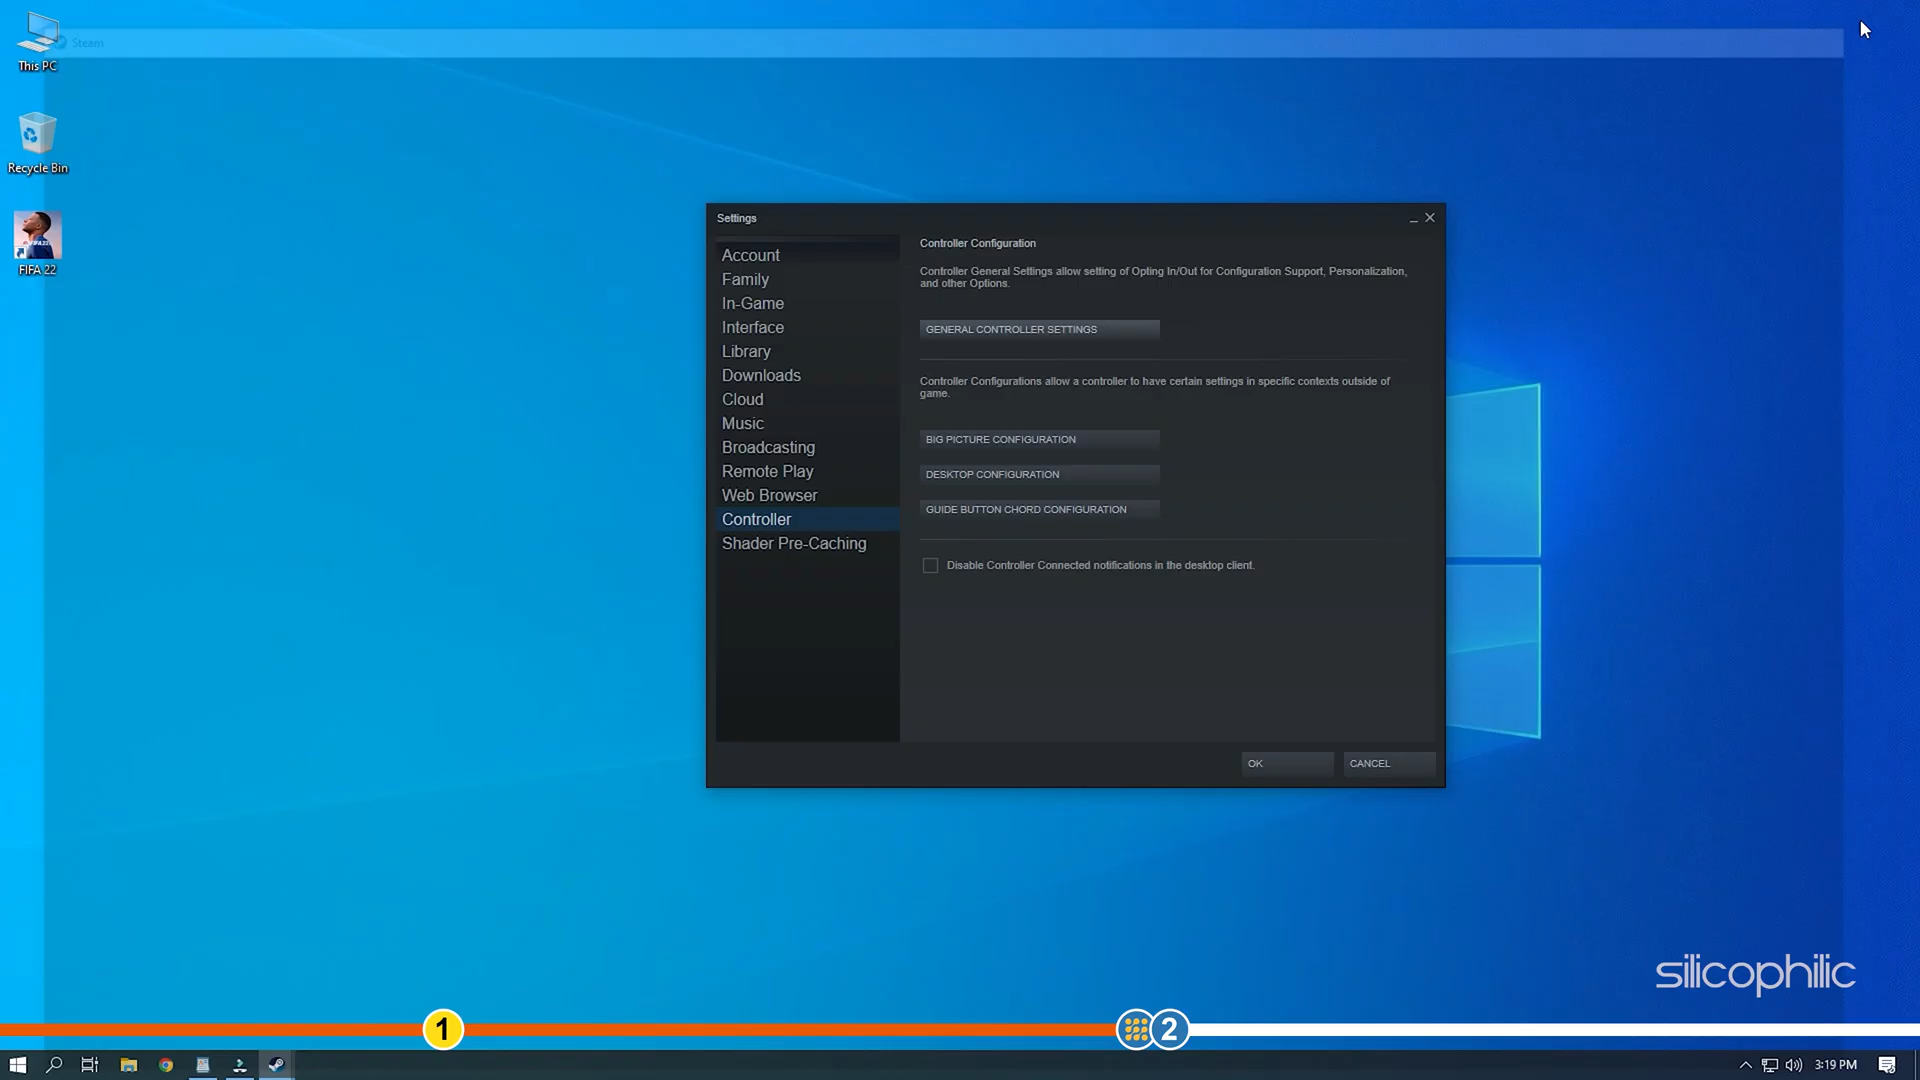 Steam
This PC
Recycle Bin
FIFA 22
Settings
Account
Family
In-Game
Interface
Library
Downloads
Cloud
Music
Broadcasting
Remote Play
Web Browser
Controller
Shader Pre-Caching
Controller Configuration
Controller General Settings allow setting of Opting In/Out for Configuration Support, Personalization,
and other Options.
GENERAL CONTROLLER SETTINGS
Controller Configurations allow a controller to have certain settings in specific contexts outside of
game.
BIG PICTURE CONFIGURATION
DESKTOP CONFIGURATION
GUIDE BUTTON CHORD CONFIGURATION
Disable Controller Connected notifications in the desktop client.
OK
CANCEL
silicophilic
1
2
3:19 PM